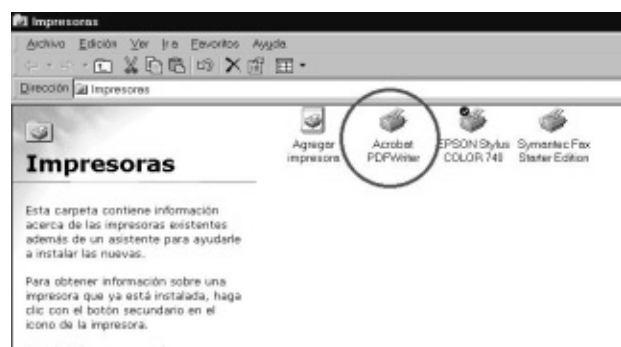 Impresoras
Archivo Edición Ver Ir a Favoritos Ayuda
Dirección Impresoras
Agregar impresora
Acrobat PDFWriter
EPSON Stylus COLOR 740
Symantec Fax Starter Edition
Impresoras
Esta carpeta contiene información
acerca de las impresoras existentes
además de un asistente para ayudarle
a instalar las nuevas.
Para obtener información sobre una
impresora que ya está instalada, haga
clic con el botón secundario en el
icono de la impresora.